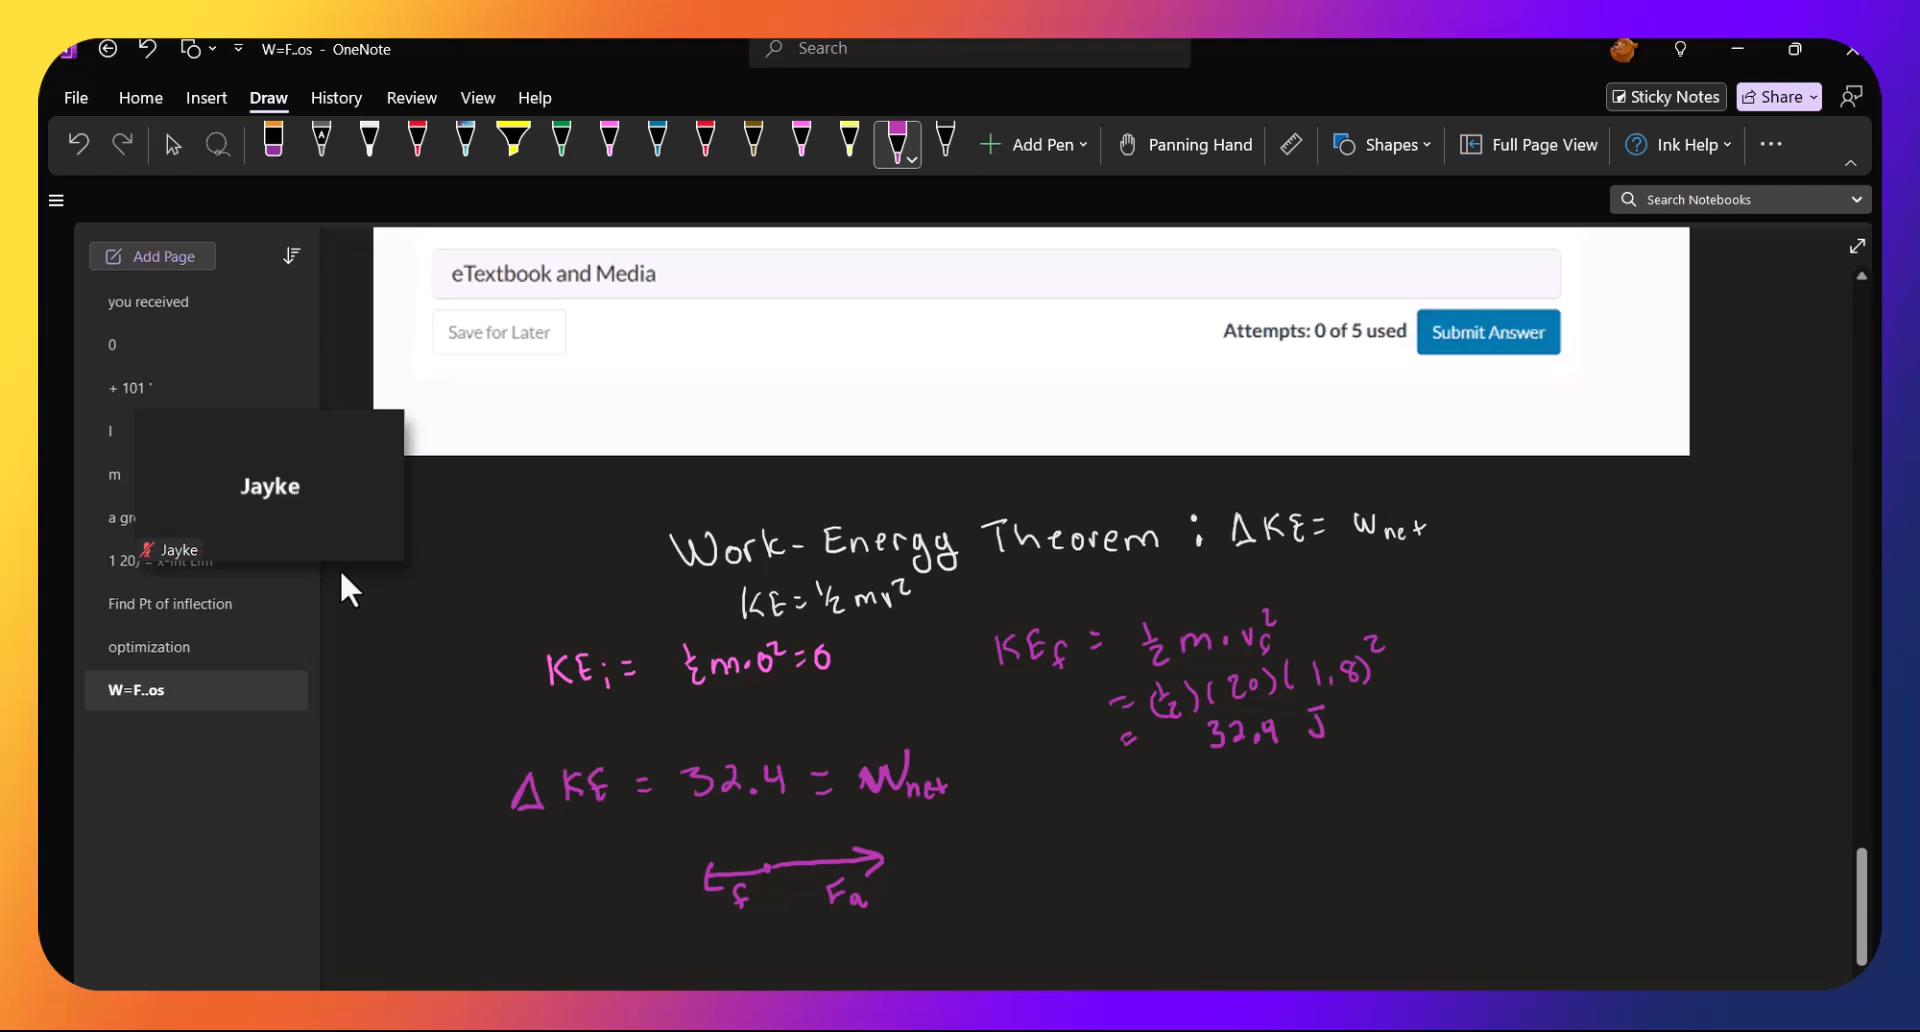 W=F..os - OneNote
Search
File Home Insert Draw History Review View Help
Sticky Notes Share
A
Add Pen Panning Hand Shapes Full Page View Ink Help ...
Search Notebooks
Add Page
you received
0
+ 101 '
I
m
a gr
1 20/
Find Pt of inflection
optimization
W=F..os
Jayke
Jayke
eTextbook and Media
Save for Later Attempts: 0 of 5 used Submit Answer
Work-Energy Theorem : ΔKE = Wnet
KE = ½ mv²
KEi = ½ m·0² = 0
KEf = ½ m·vf²
= (½)(20)(1.8)²
= 32.4 J
ΔKE = 32.4 = Wnet
f Fa